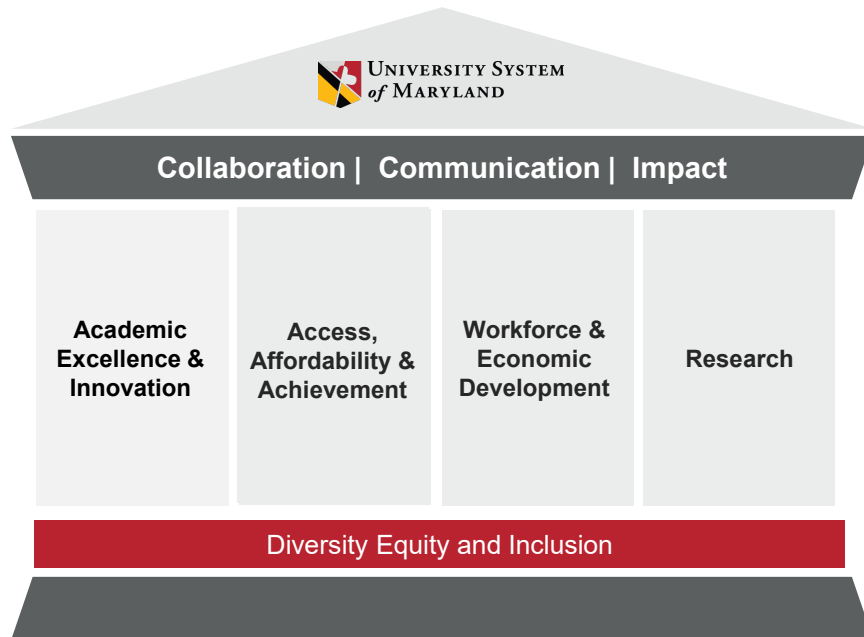 UNIVERSITY SYSTEM
of MARYLAND
Collaboration | Communication | Impact
Academic
Excellence &
Innovation
Access,
Affordability &
Achievement
Workforce &
Economic
Development
Research
Diversity Equity and Inclusion